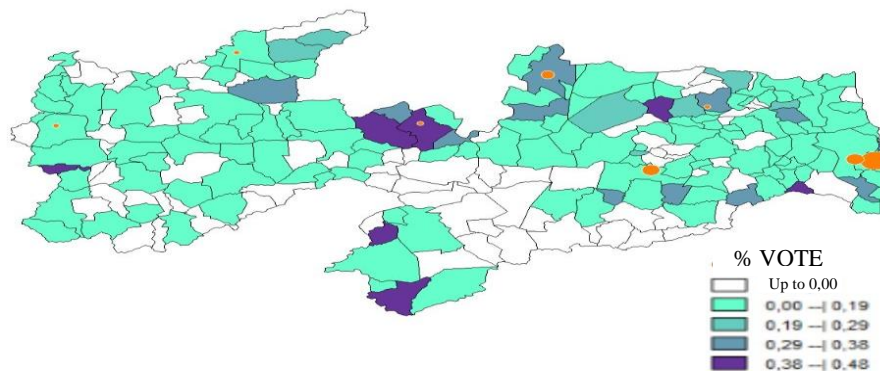 % VOTE
Up to 0,00
0,00 --| 0,19
0,19 --| 0,29
0,29 --| 0,38
0,38 --| 0,48